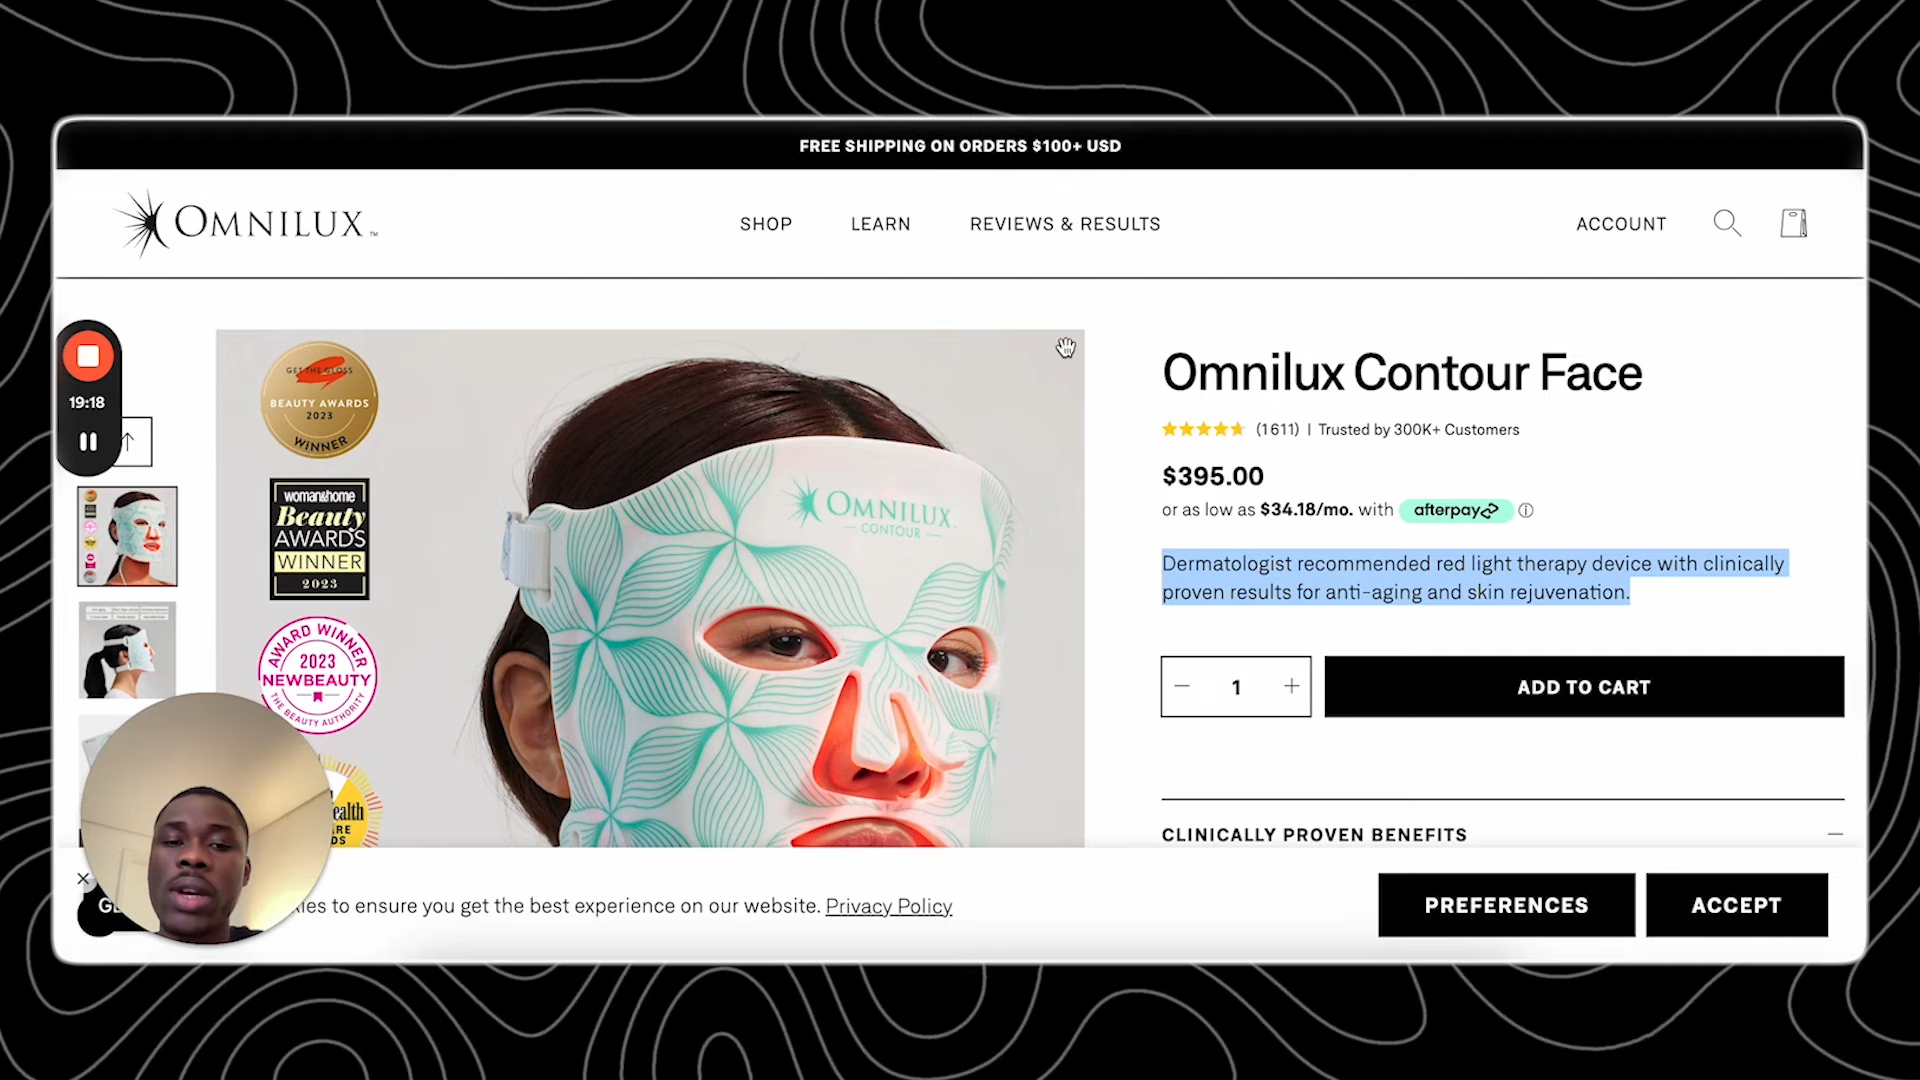 FREE SHIPPING ON ORDERS $100+ USD
OMNILUX™
SHOP
LEARN
REVIEWS & RESULTS
ACCOUNT
19:18
GET THE GLOSS
BEAUTY AWARDS
2023
WINNER
woman&home
Beauty
AWARDS
WINNER
2023
AWARD WINNER
2023
NEWBEAUTY
THE BEAUTY AUTHORITY
OMNILUX
CONTOUR
Omnilux Contour Face
(1611) | Trusted by 300K+ Customers
$395.00
or as low as $34.18/mo. with afterpay
Dermatologist recommended red light therapy device with clinically
proven results for anti-aging and skin rejuvenation.
1
ADD TO CART
CLINICALLY PROVEN BENEFITS
to ensure you get the best experience on our website. Privacy Policy
PREFERENCES
ACCEPT